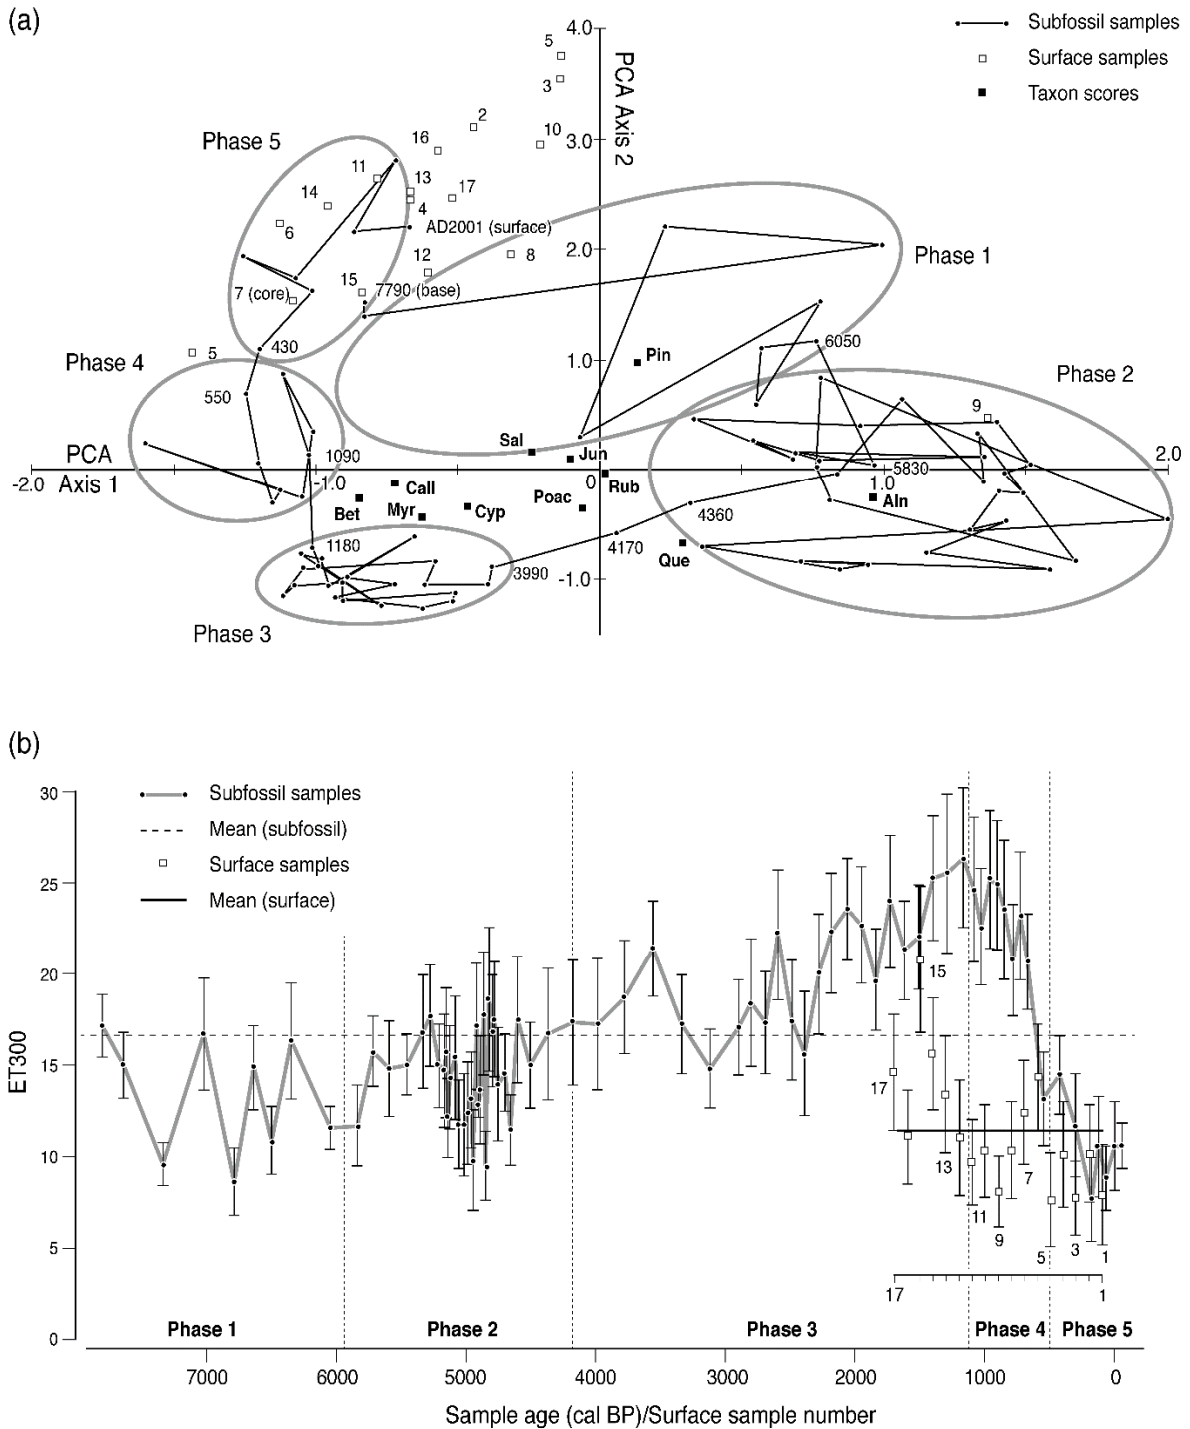 (a)
Subfossil samples
Surface samples
Taxon scores
4.0
PCA Axis 2
5
3
2
10
3.0
16
Phase 5
11
13
17
14
4
6
AD2001 (surface)
12
8
2.0
Phase 1
15
7790 (base)
7 (core)
430
6050
Pin
1.0
Phase 4
5
550
Phase 2
9
Sal
Jun
PCA
Axis 1
1090
2.0
-2.0
-1.0
5830
1.0
Call
Rub
Bet
Myr
Cyp
Poac
Aln
4360
1180
4170
Que
3990
-1.0
Phase 3
(b)
30
Subfossil samples
Mean (subfossil)
Surface samples
Mean (surface)
25
20
15
10
5
0
ET300
15
17
13
11
9
7
5
3
1
17
1
Phase 1
Phase 2
Phase 3
Phase 4
Phase 5
7000
6000
5000
4000
3000
2000
1000
0
Sample age (cal BP)/Surface sample number